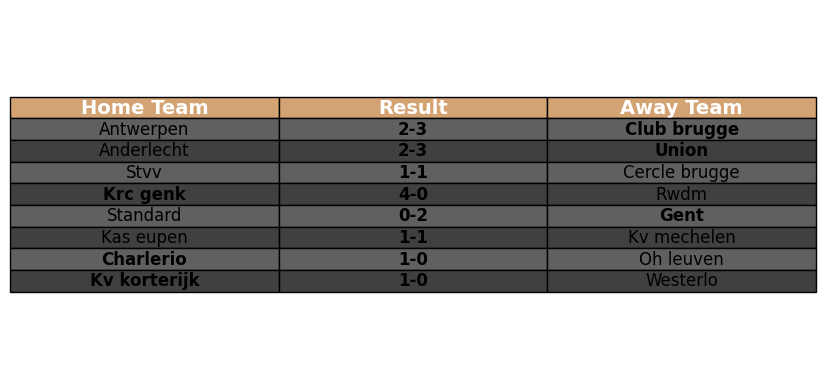 Home Team Result Away Team
Antwerpen 2-3 Club brugge
Anderlecht 2-3 Union
Stvv 1-1 Cercle brugge
Krc genk 4-0 Rwdm
Standard 0-2 Gent
Kas eupen 1-1 Kv mechelen
Charlerio 1-0 Oh leuven
Kv korterijk 1-0 Westerlo